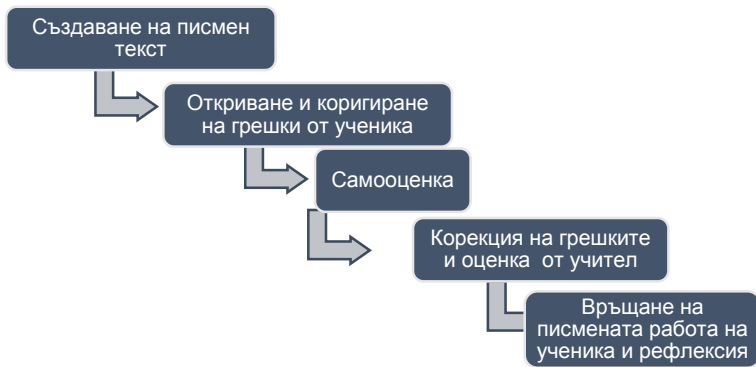 Създаване на писмен
текст
Откриване и коригиране
на грешки от ученика
Самооценка
Корекция на грешките
и оценка от учител
Връщане на
писмената работа на
ученика и рефлексия